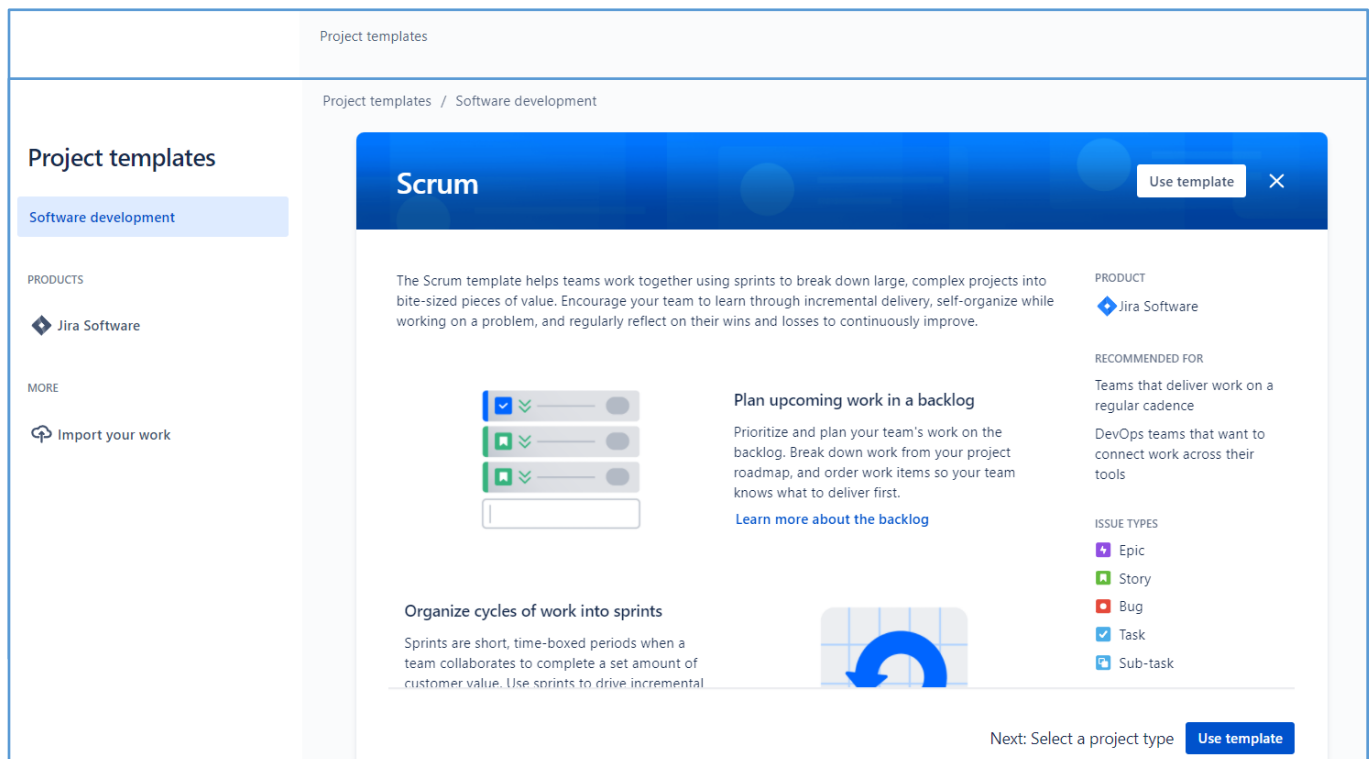 Project templates
Project templates / Software development
Project templates
Software development
PRODUCTS
Jira Software
MORE
Import your work
Scrum
Use template
The Scrum template helps teams work together using sprints to break down large, complex projects into
bite-sized pieces of value. Encourage your team to learn through incremental delivery, self-organize while
working on a problem, and regularly reflect on their wins and losses to continuously improve.
Plan upcoming work in a backlog
Prioritize and plan your team's work on the
backlog. Break down work from your project
roadmap, and order work items so your team
knows what to deliver first.
Learn more about the backlog
Organize cycles of work into sprints
Sprints are short, time-boxed periods when a
team collaborates to complete a set amount of
customer value. Use sprints to drive incremental
PRODUCT
Jira Software
RECOMMENDED FOR
Teams that deliver work on a
regular cadence
DevOps teams that want to
connect work across their
tools
ISSUE TYPES
Epic
Story
Bug
Task
Sub-task
Next: Select a project type
Use template